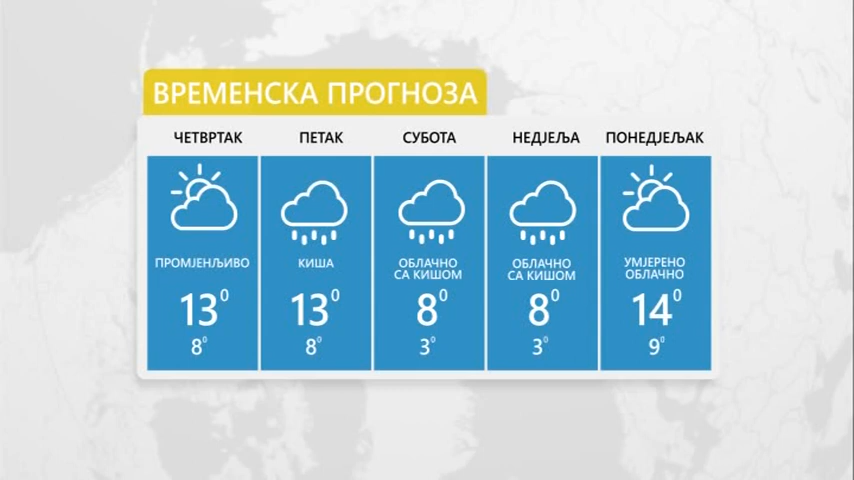 ВРЕМЕНСКА ПРОГНОЗА
ЧЕТВРТАК ПЕТАК СУБОТА НЕДЈЕЉА ПОНЕДЈЕЉАК
ПРОМЈЕНЉИВО
13⁰
8⁰
КИША
13⁰
8⁰
ОБЛАЧНО
СА КИШОМ
8⁰
3⁰
ОБЛАЧНО
СА КИШОМ
8⁰
3⁰
УМЈЕРЕНО
ОБЛАЧНО
14⁰
9⁰